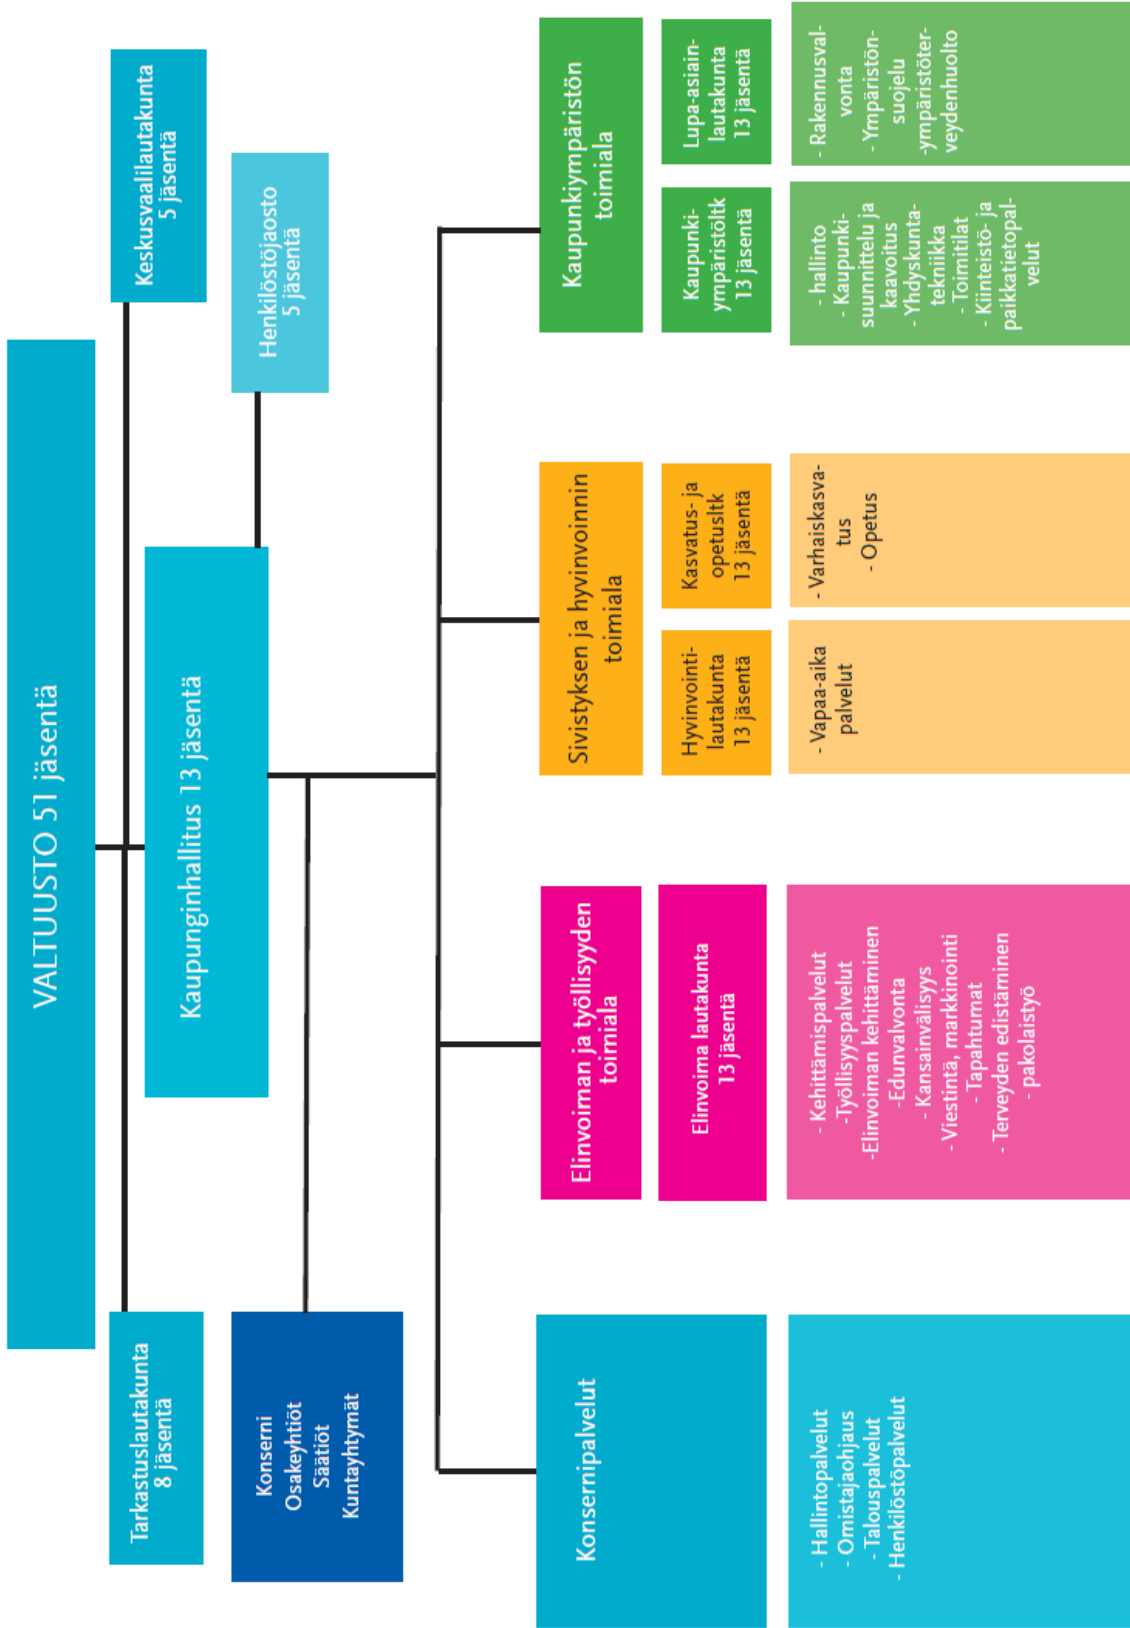 VALTUUSTO 51 jäsentä
Tarkastuslautakunta
8 jäsentä
Keskusvaalilautakunta
5 jäsentä
Kaupunginhallitus 13 jäsentä
Konserni
Osakeyhtiöt
Säätiöt
Kuntayhtymät
Henkilöstöjaosto
5 jäsentä
Konsernipalvelut
- Hallintopalvelut
- Omistajaohjaus
- Talouspalvelut
- Henkilöstöpalvelut
Elinvoiman ja työllisyyden
toimiala
Elinvoima lautakunta
13 jäsentä
- Kehittämispalvelut
-Työllisyyspalvelut
-Elinvoiman kehittäminen
-Edunvalvonta
- Kansainvälisyys
- Viestintä, markkinointi
- Tapahtumat
- Terveyden edistäminen
- pakolaistyö
Sivistyksen ja hyvinvoinnin
toimiala
Hyvinvointi-
lautakunta
13 jäsentä
- Vapaa-aika
palvelut
Kasvatus- ja
opetusltk
13 jäsentä
- Varhaiskasva-
tus
- Opetus
Kaupunkiympäristön
toimiala
Kaupunki-
ympäristöltk
13 jäsentä
- hallinto
- Kaupunki-
suunnittelu ja
kaavoitus
- Yhdyskunta-
tekniikka
- Toimitilat
- Kiinteistö- ja
paikkatietopal-
velut
Lupa-asiain-
lautakunta
13 jäsentä
- Rakennusval-
vonta
- Ympäristön-
suojelu
-ympäristöter-
veydenhuolto